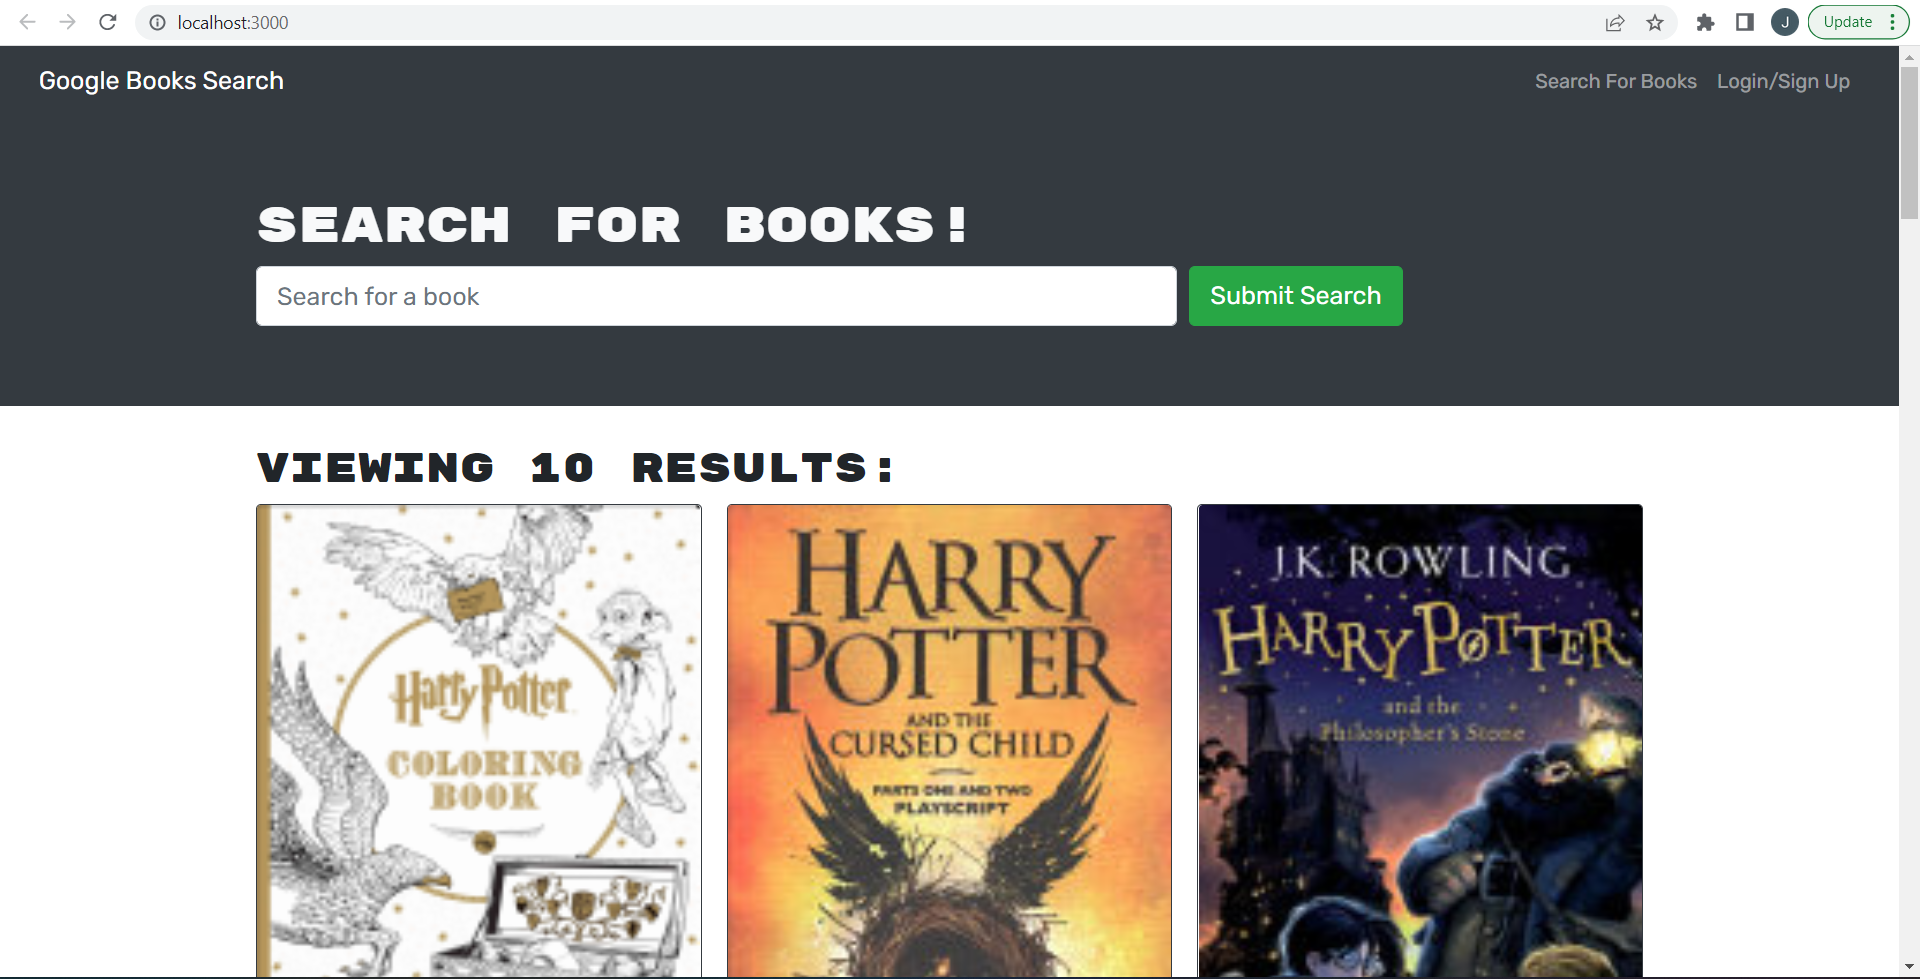 localhost:3000
J
Update
Google Books Search
Search For Books
Login/Sign Up
SEARCH FOR BOOKS!
Search for a book
Submit Search
VIEWING 10 RESULTS:
Harry Potter
COLORING
BOOK
HARRY
POTTER
AND THE
CURSED CHILD
PARTS ONE AND TWO
PLAYSCRIPT
J.K. ROWLING
HARRY POTTER
and the
Philosopher's Stone